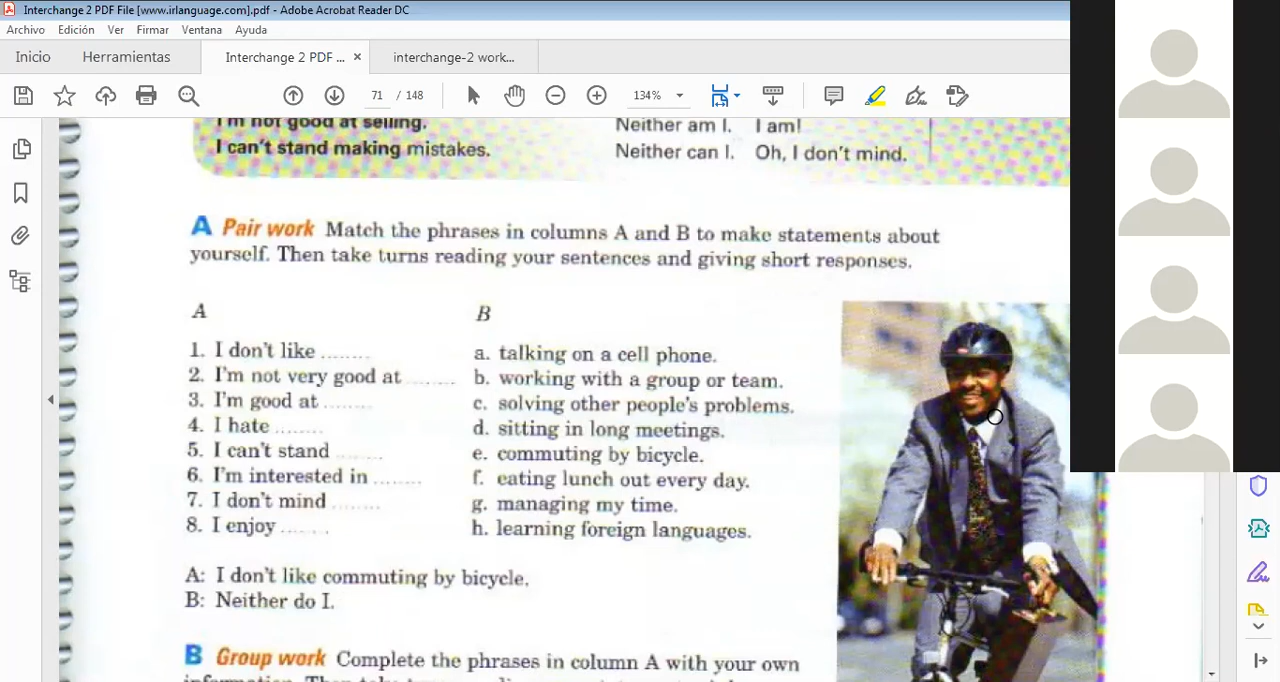 Interchange 2 PDF File [www.irlanguage.com].pdf - Adobe Acrobat Reader DC
Archivo Edición Ver Firmar Ventana Ayuda
Inicio Herramientas Interchange 2 PDF ... × interchange-2 work...
71 / 148 134%
I'm not good at selling. Neither am I. I am!
I can't stand making mistakes. Neither can I. Oh, I don't mind.
A Pair work Match the phrases in columns A and B to make statements about
yourself. Then take turns reading your sentences and giving short responses.
A B
1. I don't like ........ a. talking on a cell phone.
2. I'm not very good at ....... b. working with a group or team.
3. I'm good at ........ c. solving other people's problems.
4. I hate ........ d. sitting in long meetings.
5. I can't stand ........ e. commuting by bicycle.
6. I'm interested in ........ f. eating lunch out every day.
7. I don't mind ........ g. managing my time.
8. I enjoy ........ h. learning foreign languages.
A: I don't like commuting by bicycle.
B: Neither do I.
B Group work Complete the phrases in column A with your own